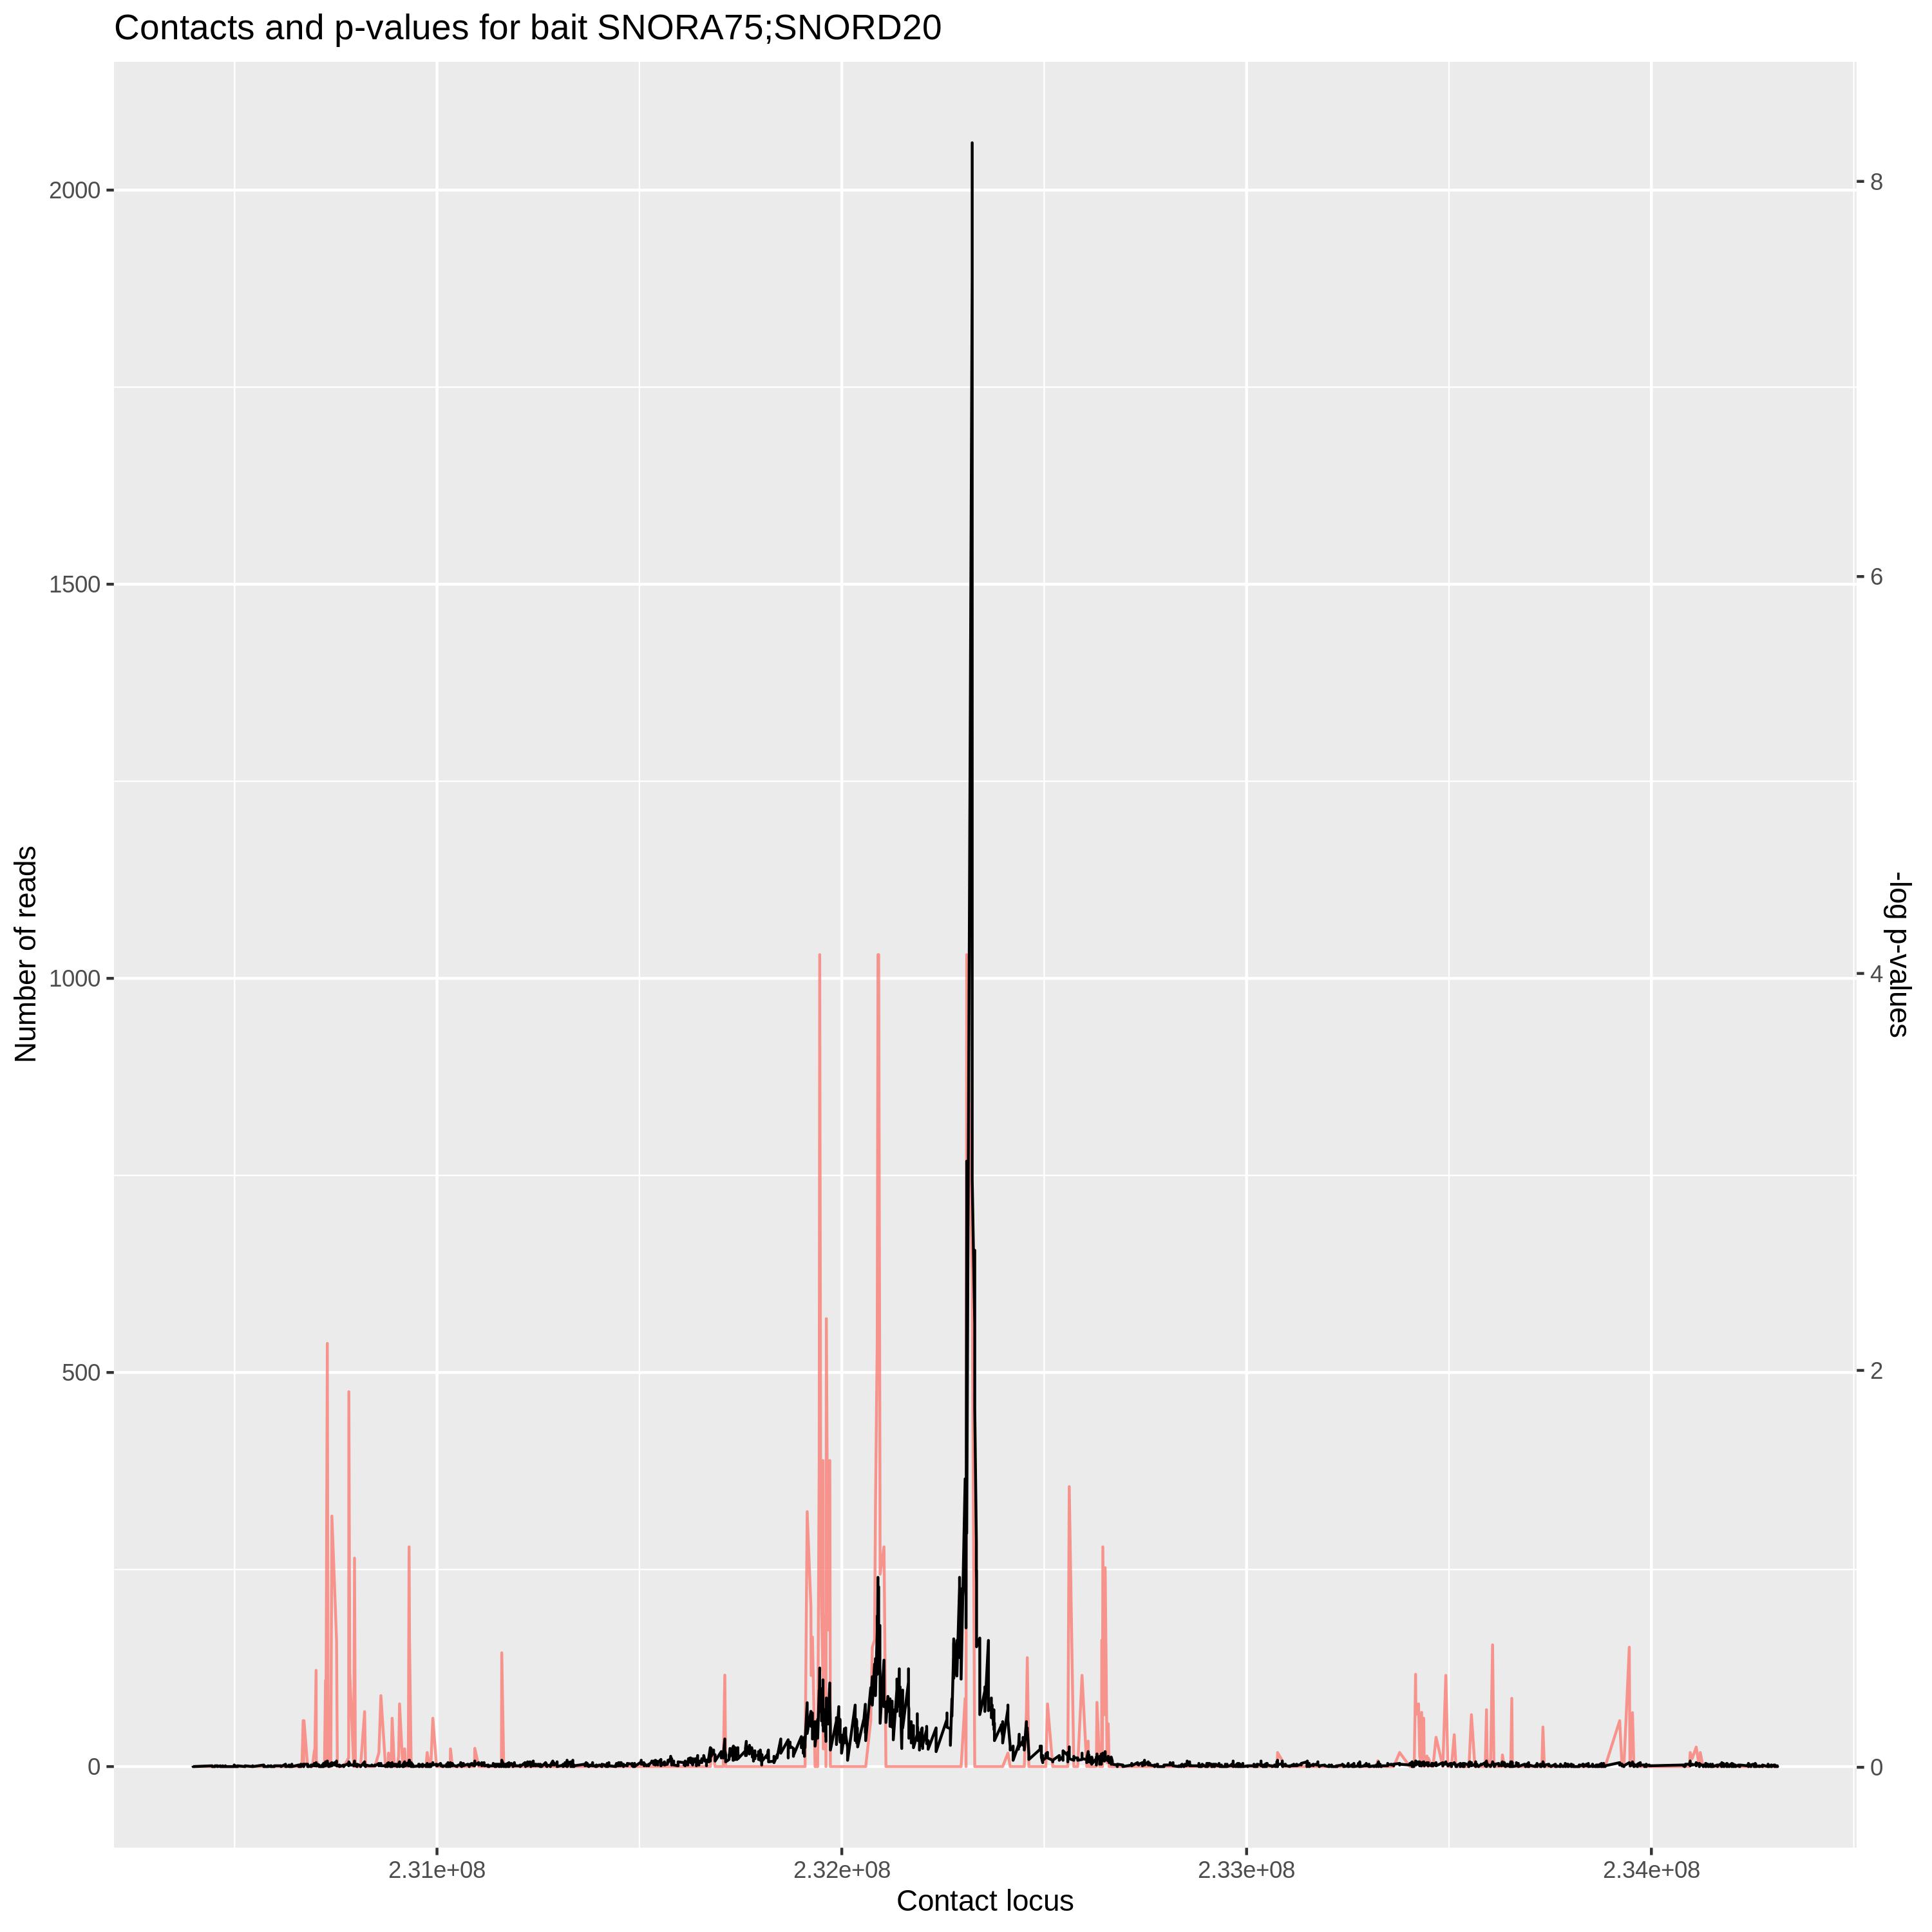 Contacts and p-values for bait SNORA75;SNORD20
2000
1500
1000
500
0
8
6
4
2
0
Number of reads
-log p-values
2.31e+08
2.32e+08
2.33e+08
2.34e+08
Contact locus